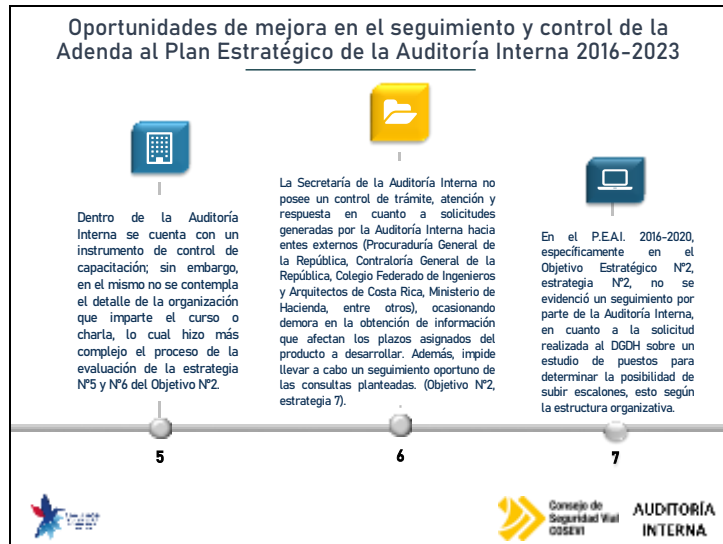 Oportunidades de mejora en el seguimiento y control de la
Adenda al Plan Estratégico de la Auditoría Interna 2016-2023
Dentro de la Auditoría
Interna se cuenta con un
instrumento de control de
capacitación; sin embargo,
en el mismo no se contempla
el detalle de la organización
que imparte el curso o
charla, lo cual hizo más
complejo el proceso de la
evaluación de la estrategia
N°5 y N°6 del Objetivo N°2.
5
La Secretaría de la Auditoría Interna no
posee un control de trámite, atención y
respuesta en cuanto a solicitudes
generadas por la Auditoría Interna hacia
entes externos (Procuraduría General de
la República, Contraloría General de la
República, Colegio Federado de Ingenieros
y Arquitectos de Costa Rica, Ministerio de
Hacienda, entre otros), ocasionando
demora en la obtención de información
que afectan los plazos asignados del
producto a desarrollar. Además, impide
llevar a cabo un seguimiento oportuno de
las consultas planteadas. (Objetivo N°2,
estrategia 7).
6
En el P.E.A.I. 2016-2020,
específicamente en el
Objetivo Estratégico N°2,
estrategia N°2, no se
evidenció un seguimiento por
parte de la Auditoría Interna,
en cuanto a la solicitud
realizada al DGDH sobre un
estudio de puestos para
determinar la posibilidad de
subir escalones, esto según
la estructura organizativa.
7
Consejo de
Seguridad Vial
COSEVI
AUDITORÍA
INTERNA